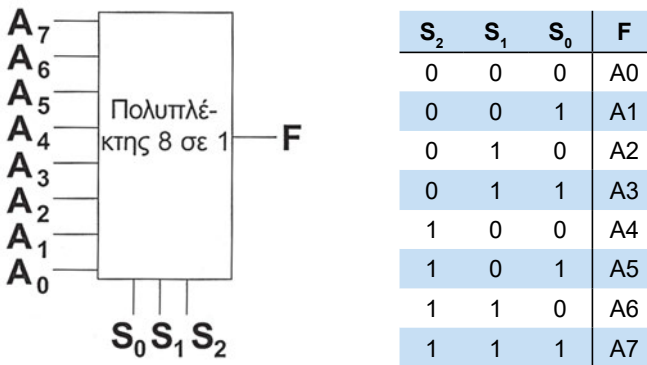 A₇
A₆
A₅
A₄
A₃
A₂
A₁
A₀
Πολυπλέ-
κτης 8 σε 1
F
S₀ S₁ S₂
S₂ S₁ S₀ F
0 0 0 A0
0 0 1 A1
0 1 0 A2
0 1 1 A3
1 0 0 A4
1 0 1 A5
1 1 0 A6
1 1 1 A7